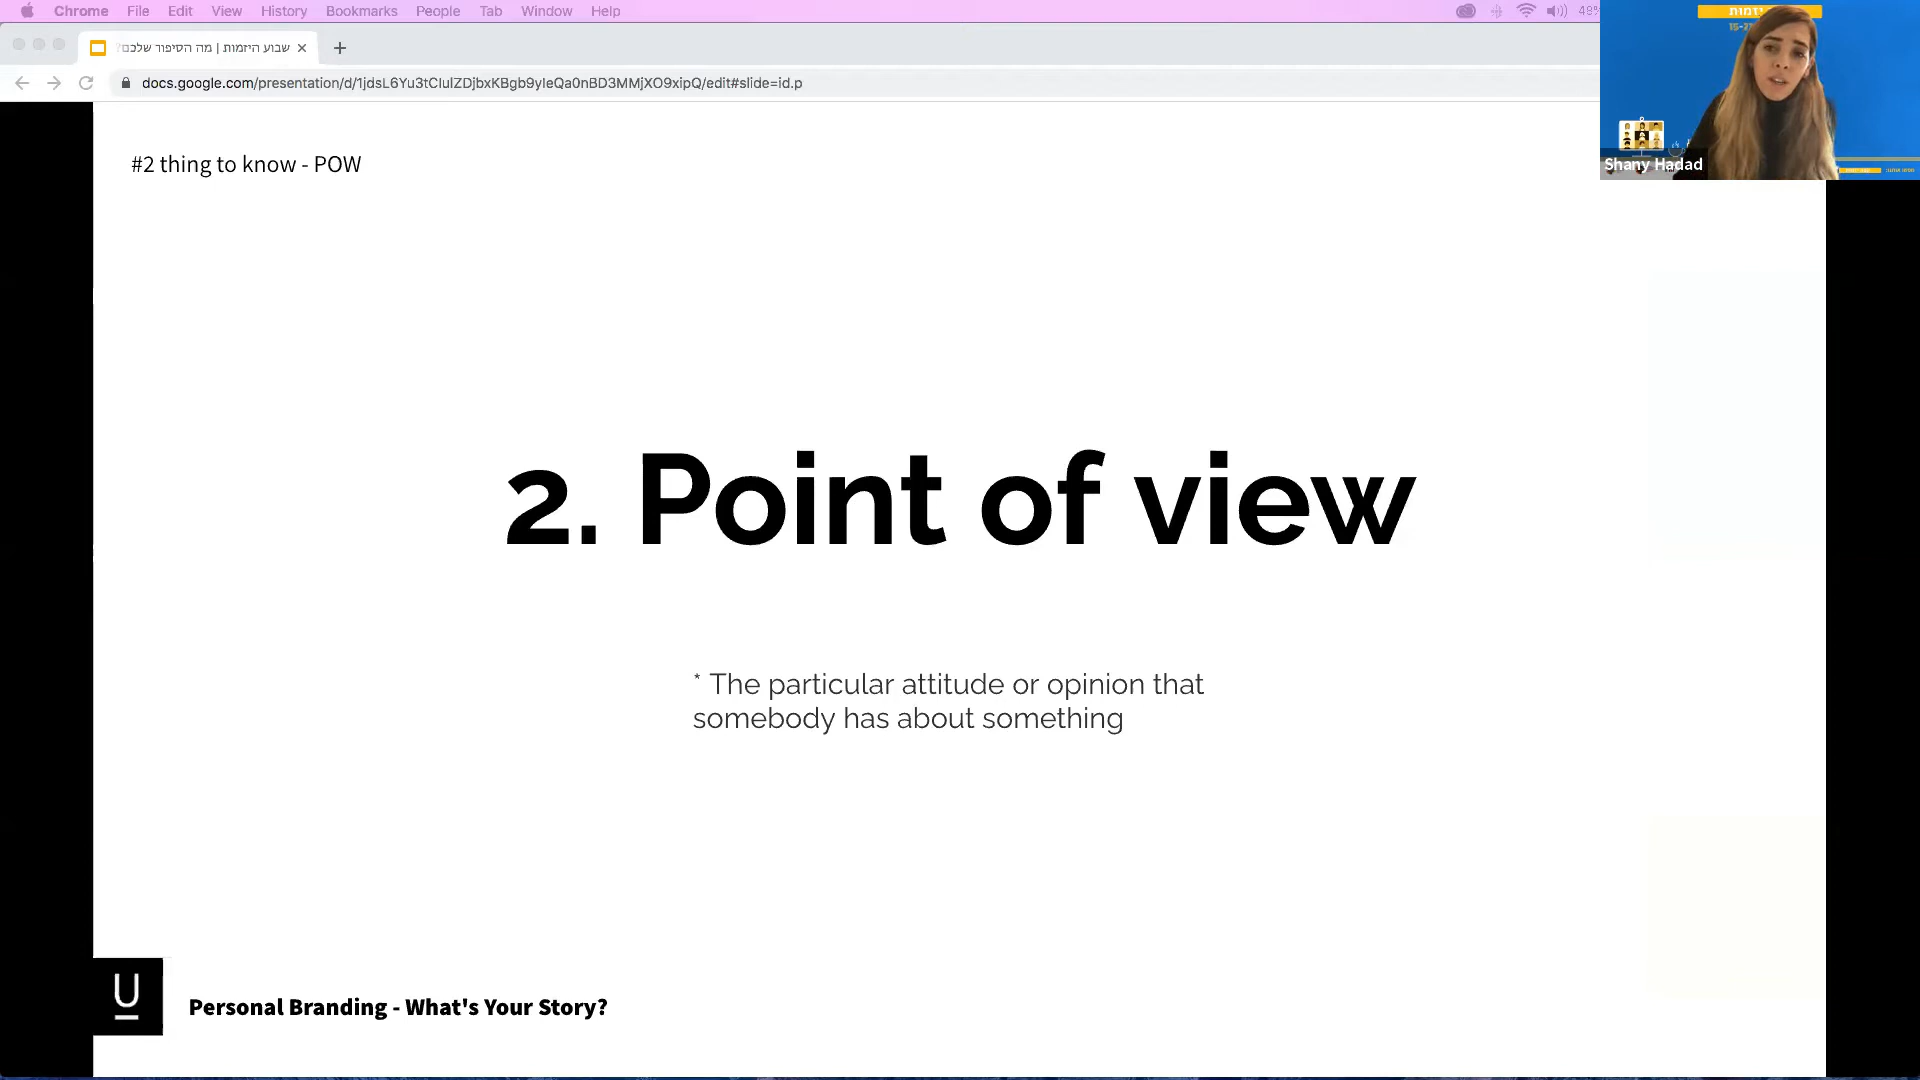 Chrome File Edit View History Bookmarks People Tab Window Help
שבוע היזמות | מה הסיפור שלכם?
docs.google.com/presentation/d/1jdsL6Yu3tCIulZDjbxKBgb9yIeQa0nBD3MMjXO9xipQ/edit#slide=id.p
Shany Hadad
#2 thing to know - POW
2. Point of view
* The particular attitude or opinion that
somebody has about something
U
Personal Branding - What's Your Story?